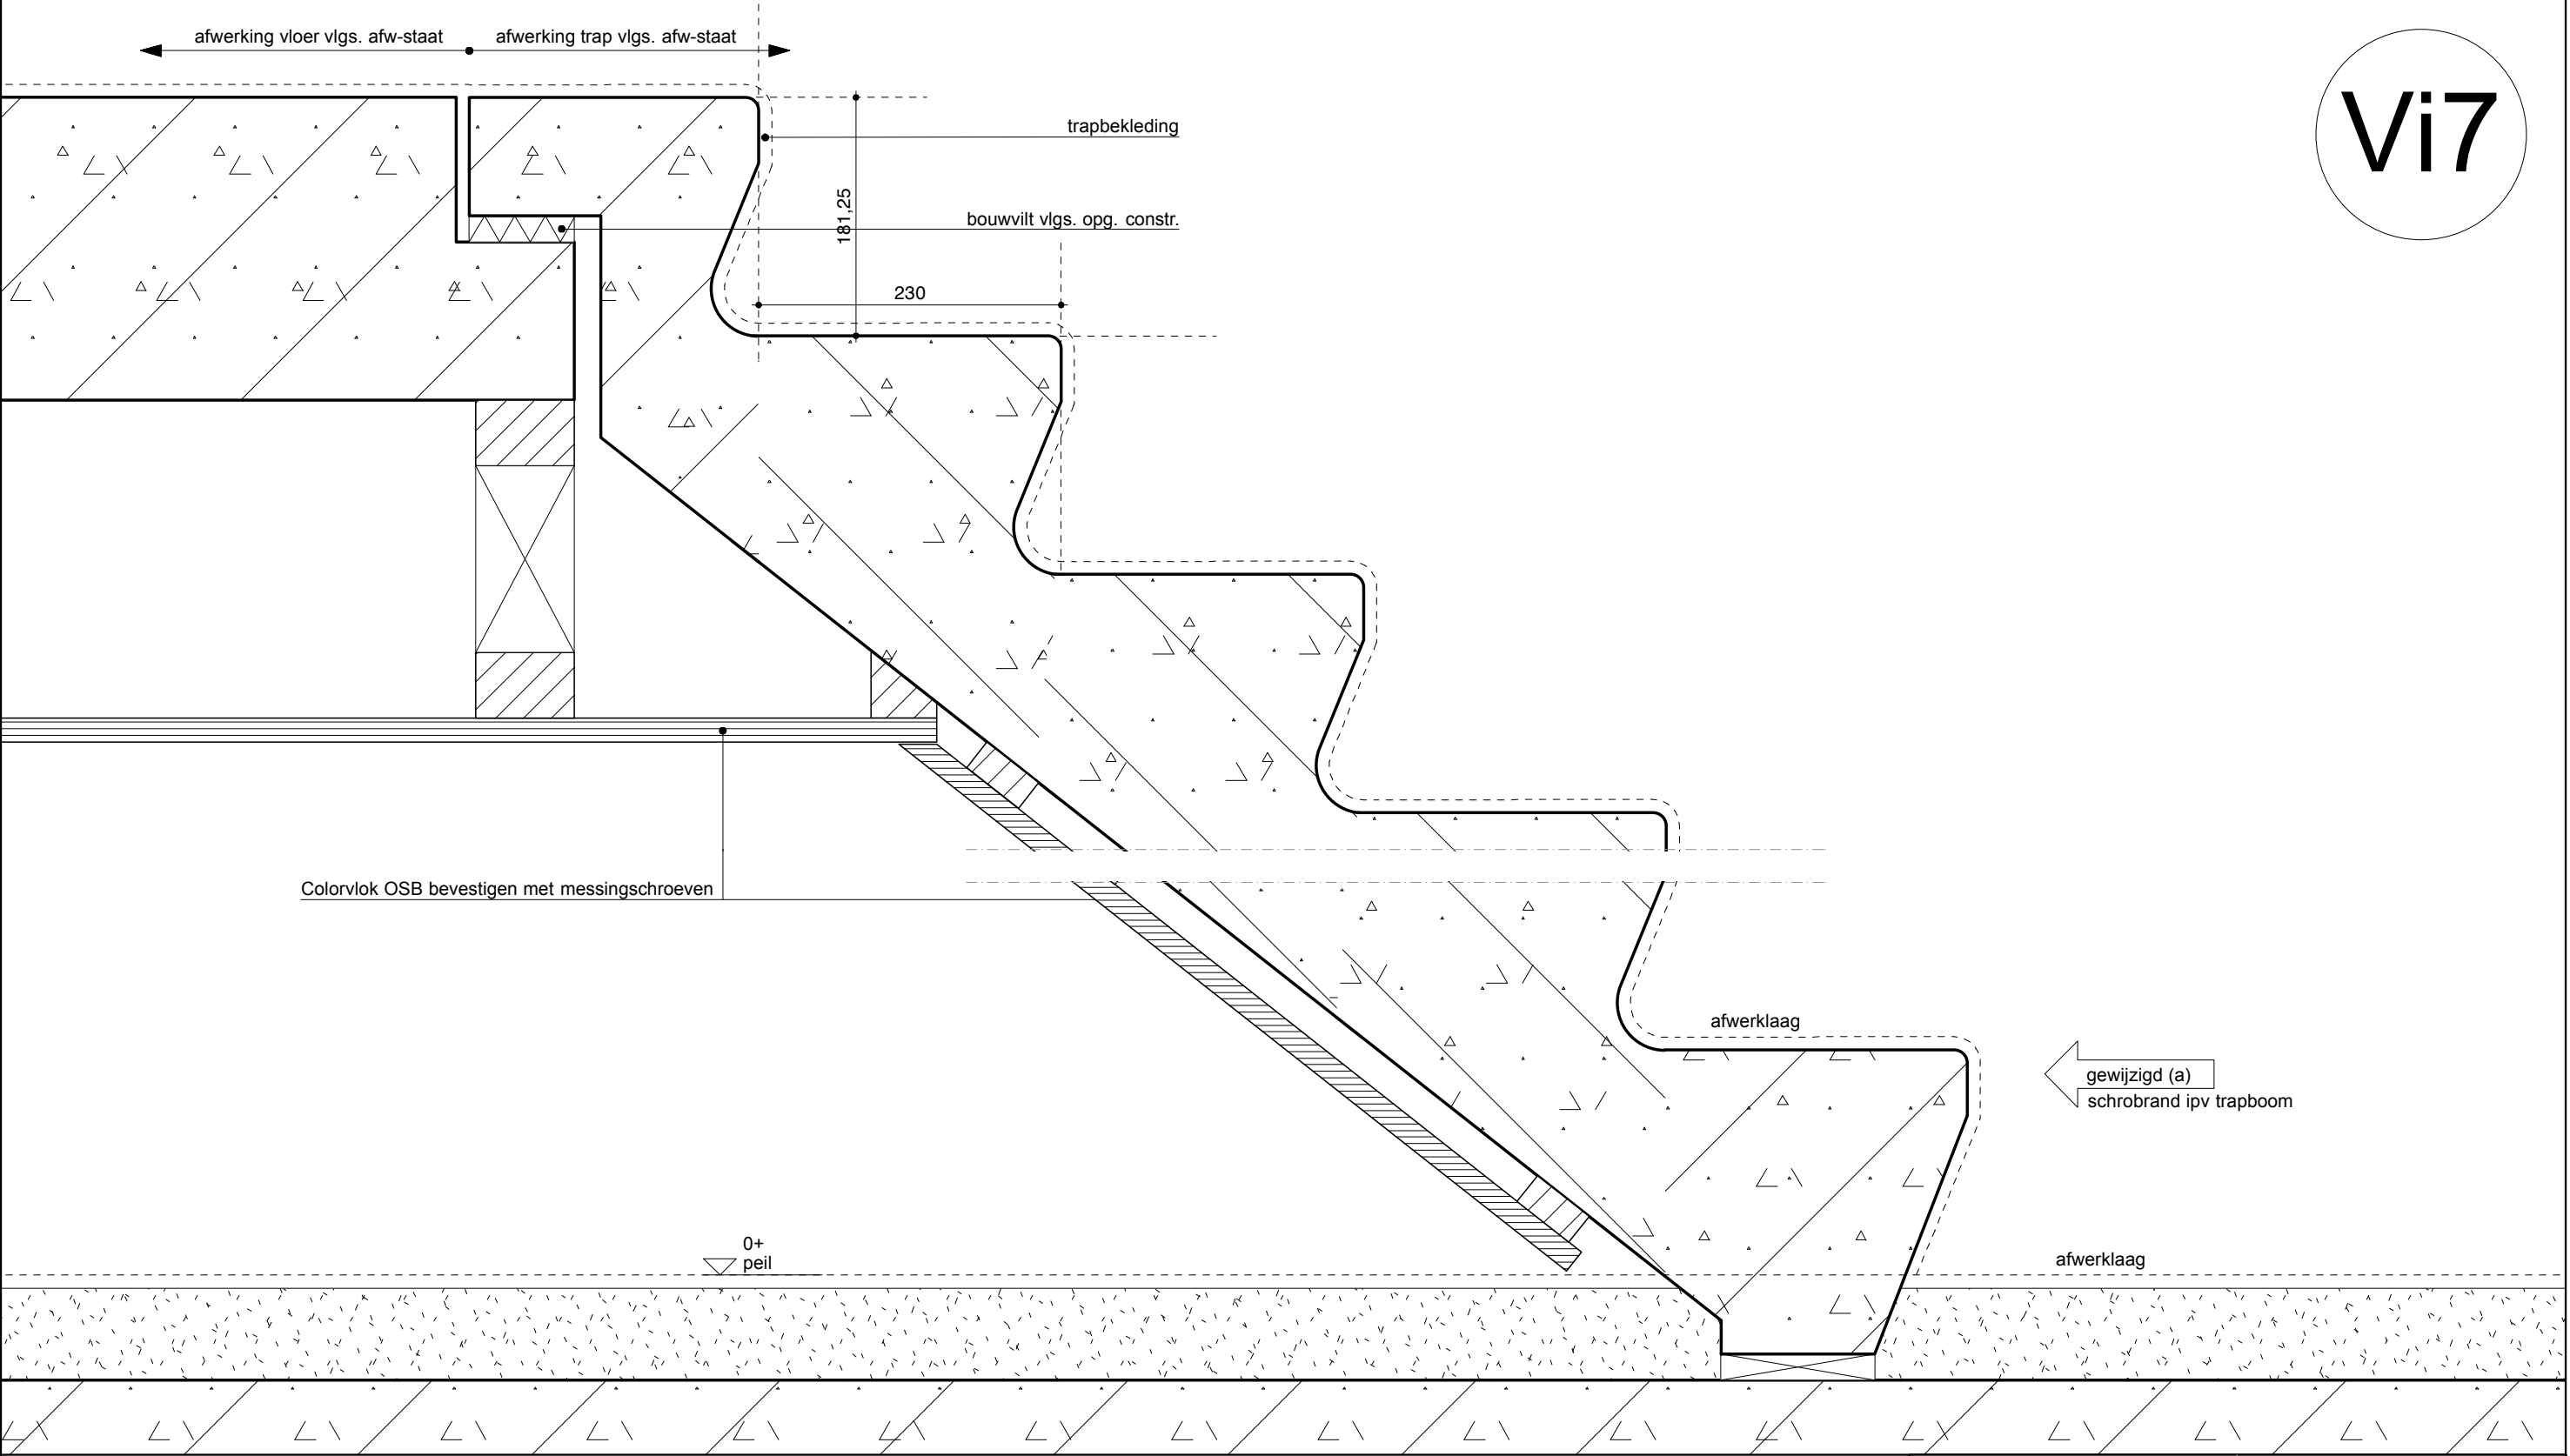 afwerking vloer vlgs. afw-staat
afwerking trap vlgs. afw-staat
Vi7
trapbekleding
181,25
bouwvilt vlgs. opg. constr.
230
Colorvlok OSB bevestigen met messingschroeven
afwerklaag
gewijzigd (a)
schrobrand ipv trapboom
0+
peil
afwerklaag